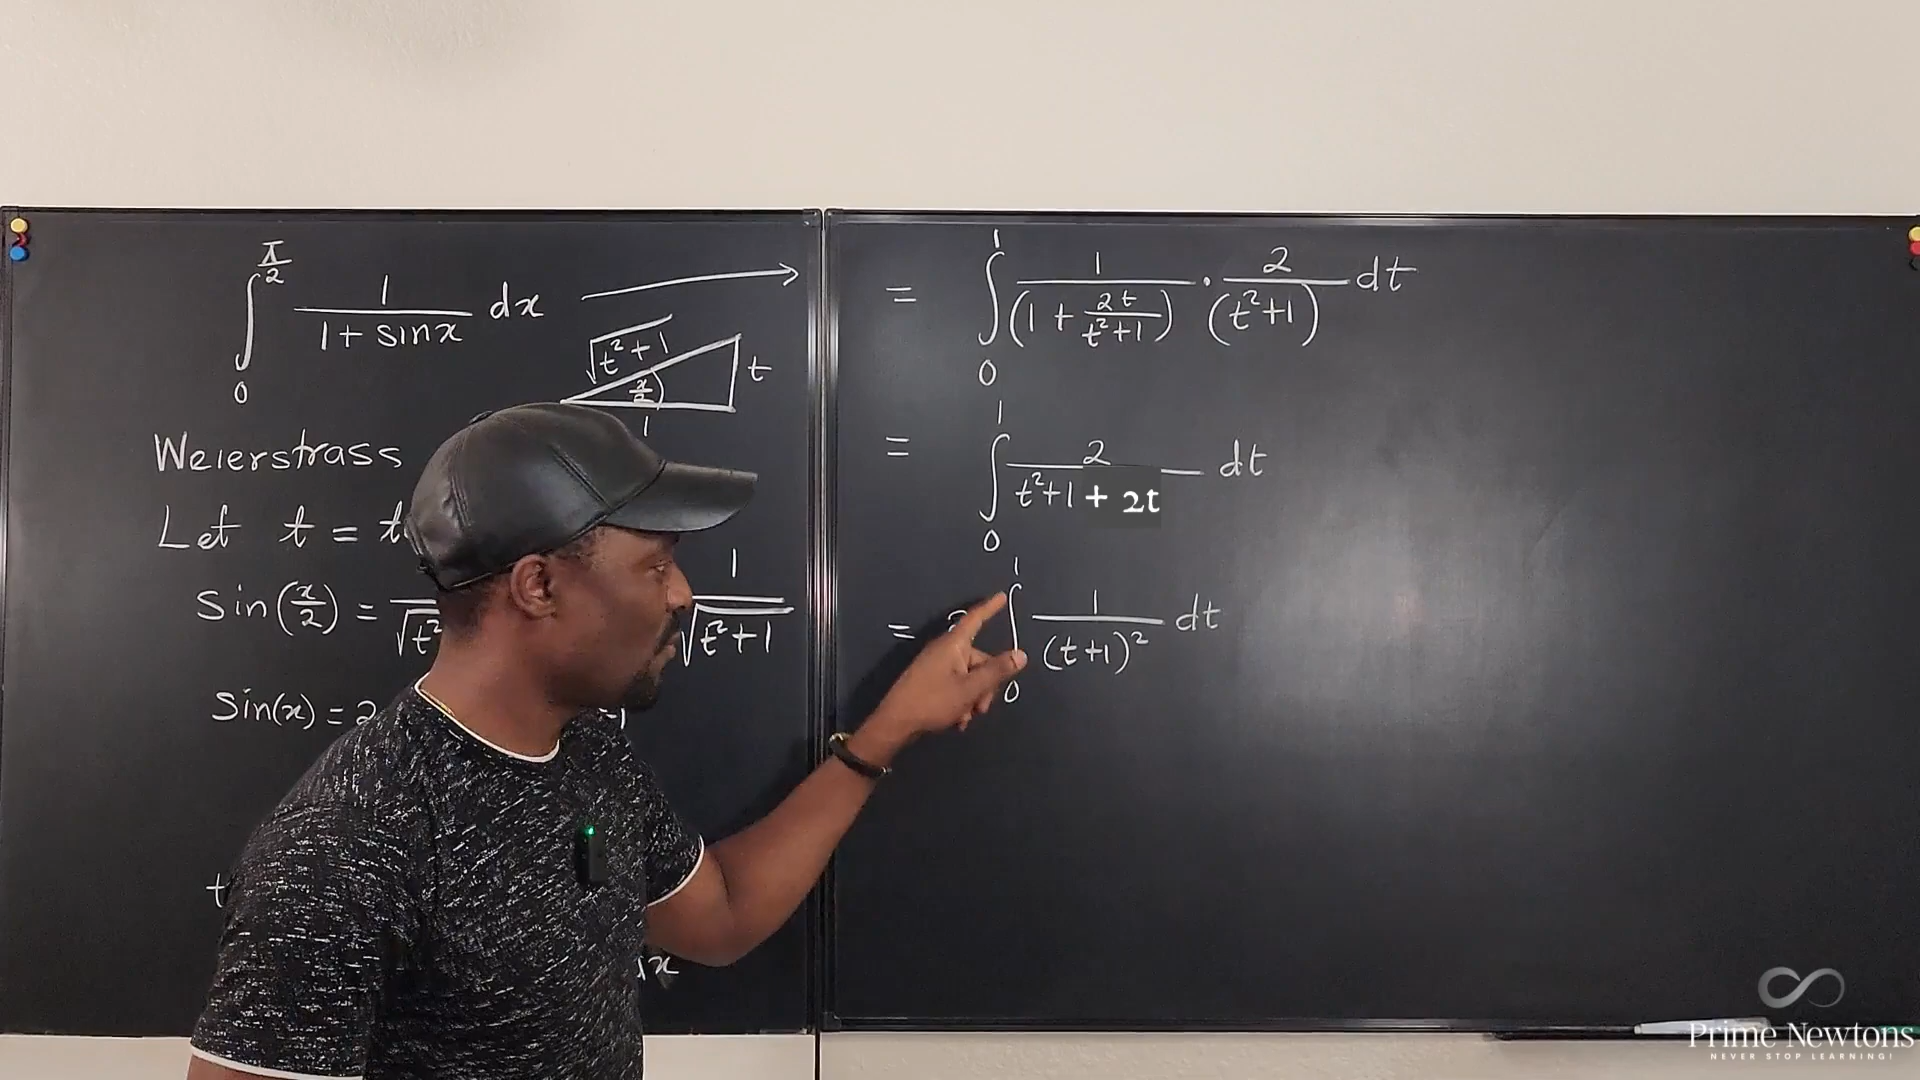 ∫₀^(π/2) 1/(1 + sinx) dx
√(t²+1)
x/2
t
1
Weierstrass
Let t = t
Sin(x/2) = /√t² 1/√(t²+1)
Sin(x) = 2
t
x
= ∫₀¹ 1/(1 + 2t/(t²+1)) · 2/(t²+1) dt
= ∫₀¹ 2/(t²+1 + 2t) dt
= ∫₀¹ 1/(t+1)² dt
Prime Newtons
NEVER STOP LEARNING!